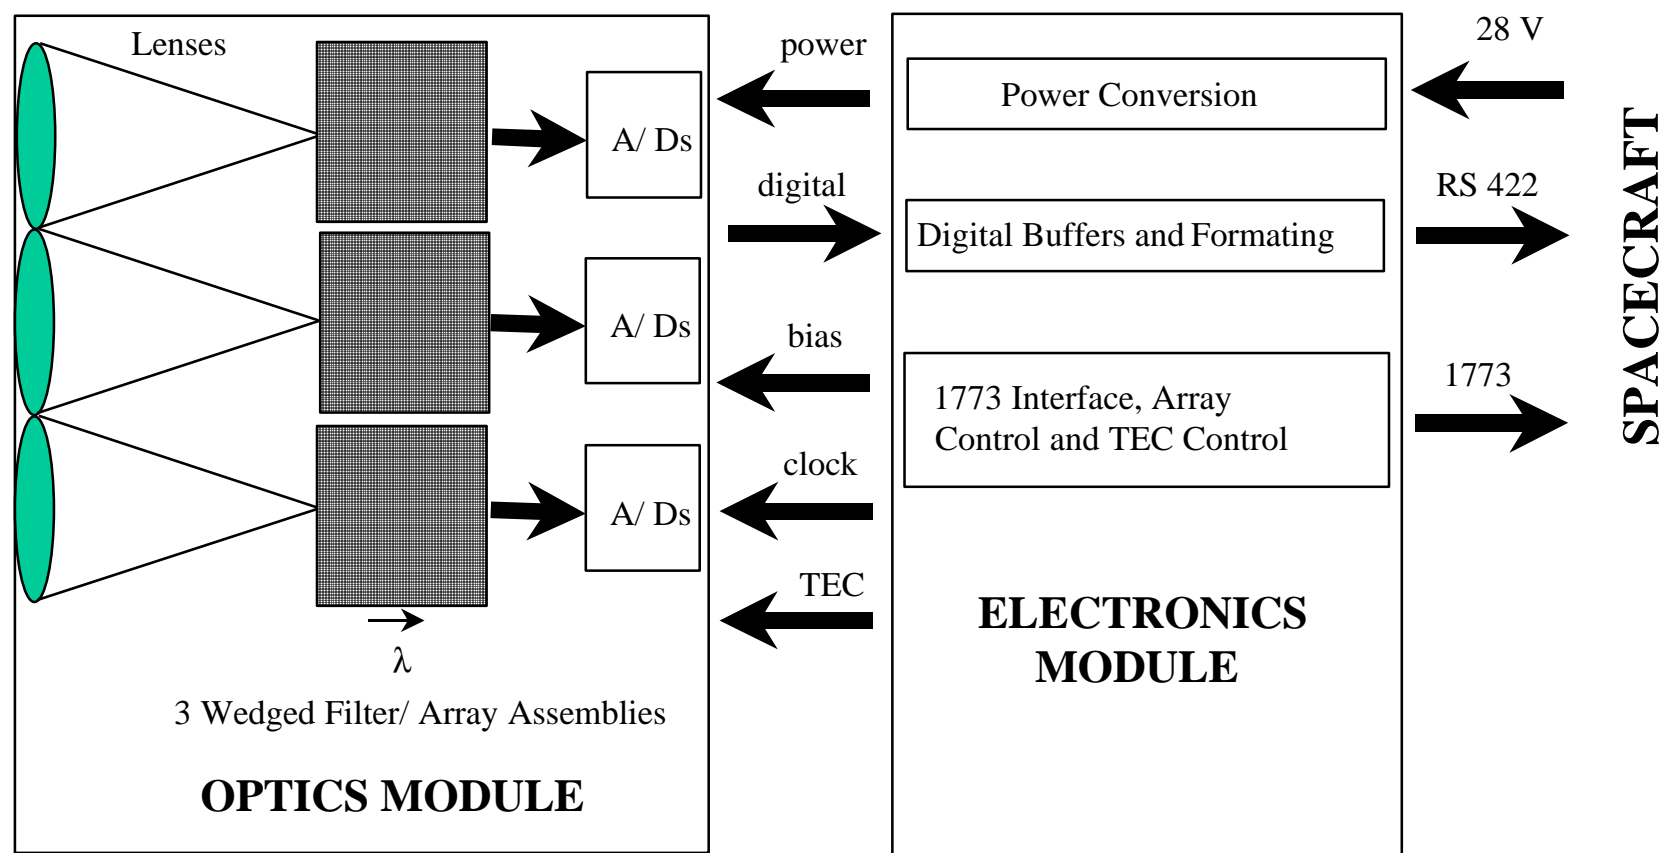 Lenses
A/ Ds
A/ Ds
A/ Ds
λ
3 Wedged Filter/ Array Assemblies
OPTICS MODULE
power
digital
bias
clock
TEC
Power Conversion
Digital Buffers and Formating
1773 Interface, Array
Control and TEC Control
ELECTRONICS
MODULE
28 V
RS 422
1773
SPACECRAFT